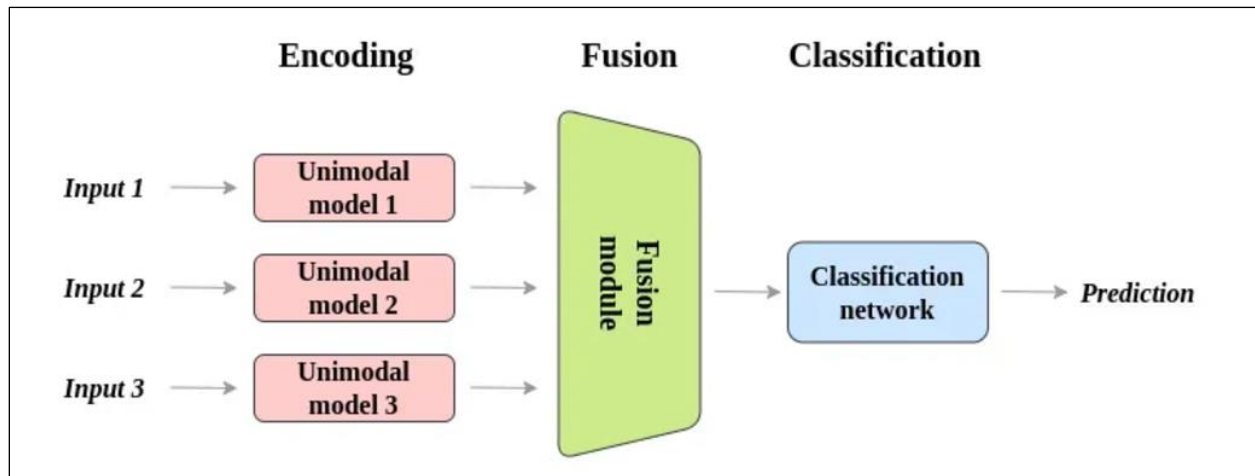 Encoding
Fusion
Classification
Input 1
Unimodal
model 1
Input 2
Unimodal
model 2
Input 3
Unimodal
model 3
Fusion
module
Classification
network
Prediction